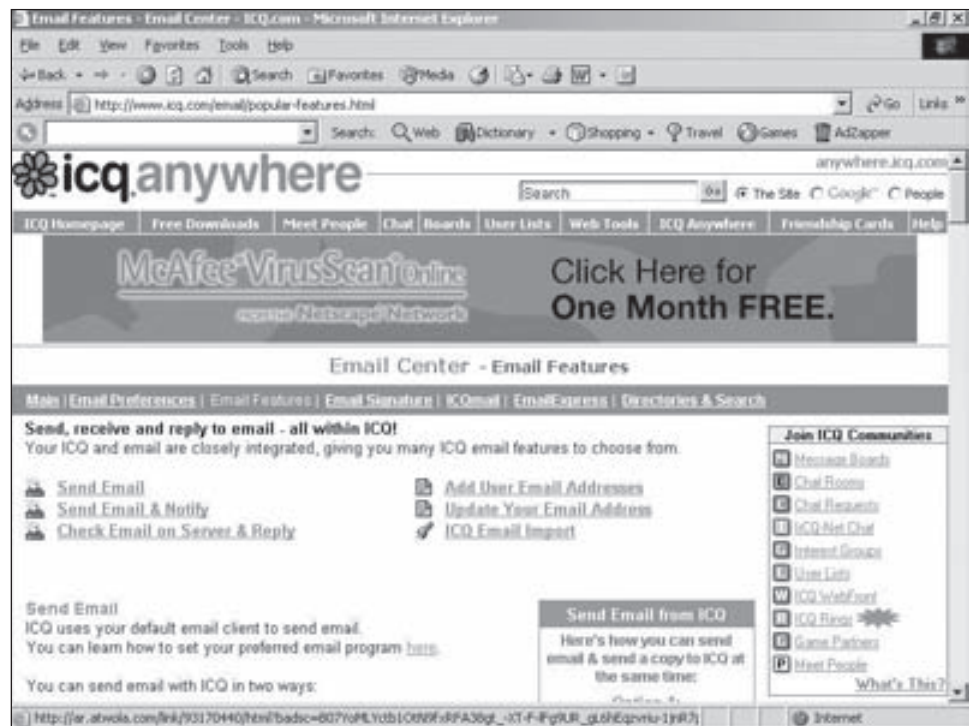 Email Features - Email Center - ICQ.com - Microsoft Internet Explorer
File Edit View Favorites Tools Help
Back Search Favorites Media
Address http://www.icq.com/email/popular-features.html Go Links »
Search: Web Dictionary Shopping Travel Games AdZapper
icq anywhere
anywhere.icq.com
Search Go The Site Google™ People
ICQ Homepage Free Downloads Meet People Chat Boards User Lists Web Tools ICQ Anywhere Friendship Cards Help
McAfee VirusScan Online
Netscape Network
Click Here for
One Month FREE.
Email Center - Email Features
Main | Email Preferences | Email Features | Email Signature | ICQmail | EmailExpress | Directories & Search
Send, receive and reply to email - all within ICQ!
Your ICQ and email are closely integrated, giving you many ICQ email features to choose from.
Send Email
Send Email & Notify
Check Email on Server & Reply
Add User Email Addresses
Update Your Email Address
ICQ Email Import
Join ICQ Communities
Message Boards
Chat Rooms
Chat Requests
IrCQ-Net Chat
Interest Groups
User Lists
ICQ WebFront
ICQ Rings
Game Partners
Meet People
What's This?
Send Email
ICQ uses your default email client to send email.
You can learn how to set your preferred email program here.
You can send email with ICQ in two ways:
Send Email from ICQ
Here's how you can send
email & send a copy to ICQ at
the same time:
Internet